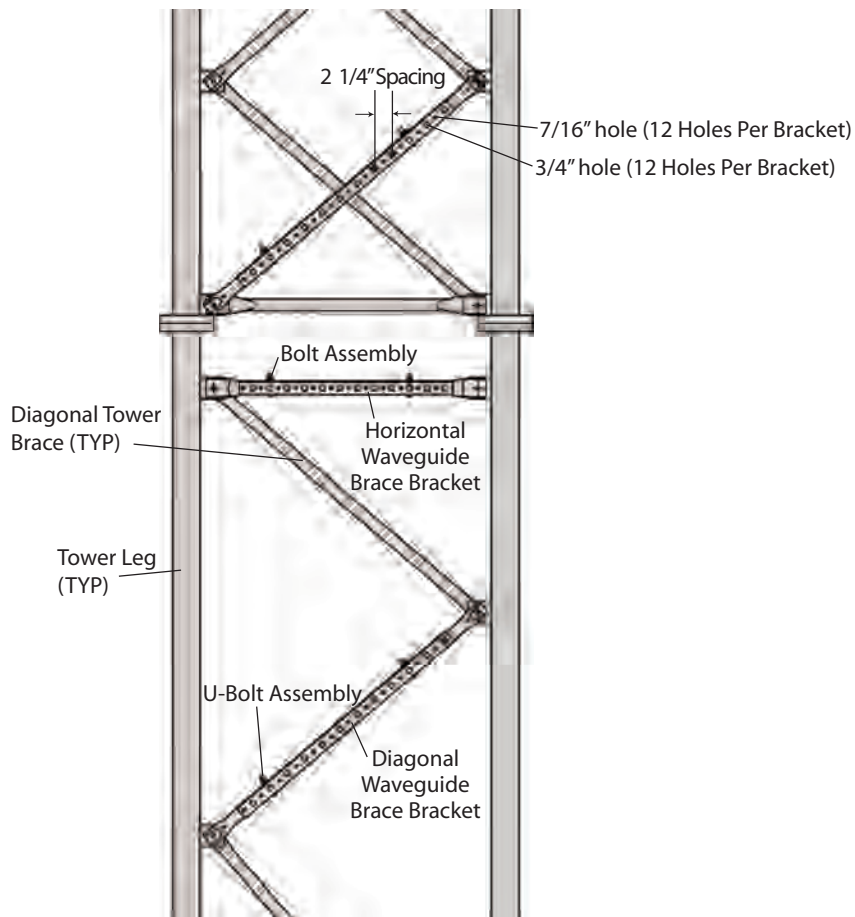 2 1/4” Spacing
7/16” hole (12 Holes Per Bracket)
3/4” hole (12 Holes Per Bracket)
Bolt Assembly
Diagonal Tower
Brace (TYP)
Horizontal
Waveguide
Brace Bracket
Tower Leg
(TYP)
U-Bolt Assembly
Diagonal
Waveguide
Brace Bracket